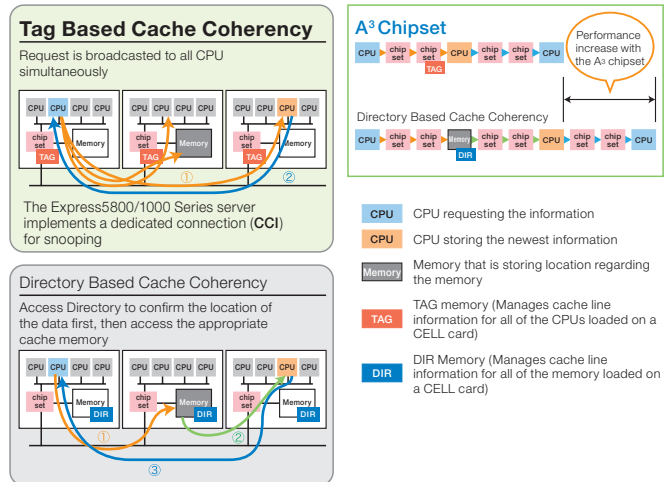 Tag Based Cache Coherency
Request is broadcasted to all CPU
simultaneously
CPU CPU CPU CPU
CPU CPU CPU CPU
CPU CPU CPU CPU
chip
set
TAG
Memory
chip
set
TAG
Memory
chip
set
TAG
Memory
①
②
The Express5800/1000 Series server
implements a dedicated connection (CCI)
for snooping
Directory Based Cache Coherency
Access Directory to confirm the location
of the data first, then access the appropriate
cache memory
CPU CPU CPU CPU
CPU CPU CPU CPU
CPU CPU CPU CPU
chip
set
Memory
DIR
chip
set
Memory
DIR
chip
set
Memory
DIR
①
②
③
A³ Chipset
CPU chip set chip set CPU chip set chip set CPU
TAG
Performance
increase with
the A³ chipset
Directory Based Cache Coherency
CPU chip set chip set Memory chip set chip set CPU chip set chip set CPU
DIR
CPU CPU requesting the information
CPU CPU storing the newest information
Memory Memory that is storing location regarding
the memory
TAG TAG memory (Manages cache line
information for all of the CPUs loaded on a
CELL card)
DIR DIR Memory (Manages cache line
information for all of the memory loaded on
a CELL card)